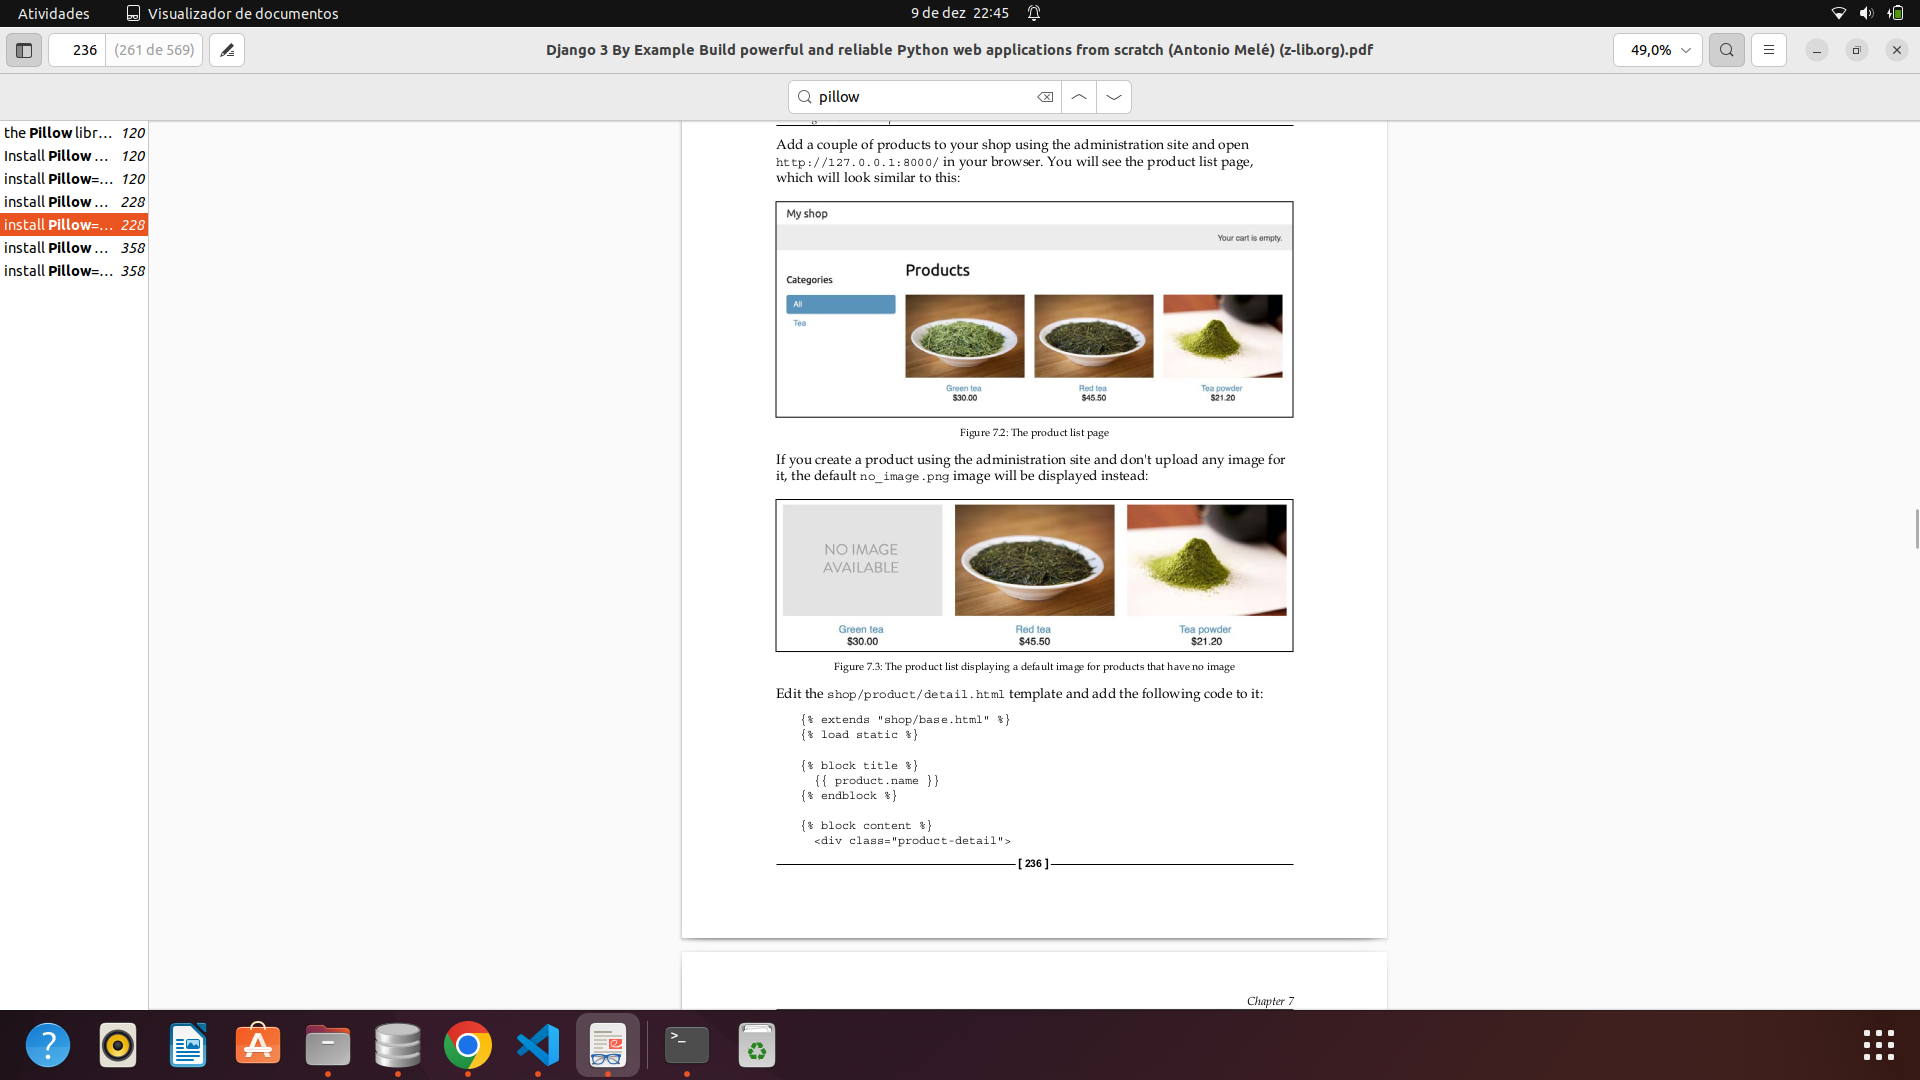 Atividades
Visualizador de documentos
9 de dez 22:45
236
(261 de 569)
Django 3 By Example Build powerful and reliable Python web applications from scratch (Antonio Melé) (z-lib.org).pdf
49,0%
pillow
the Pillow libr... 120
Install Pillow ... 120
install Pillow=... 120
install Pillow ... 228
install Pillow=... 228
install Pillow ... 358
install Pillow=... 358
Add a couple of products to your shop using the administration site and open
http://127.0.0.1:8000/ in your browser. You will see the product list page,
which will look similar to this:
My shop
Your cart is empty.
Categories
All
Tea
Products
Green tea
$30.00
Red tea
$45.50
Tea powder
$21.20
Figure 7.2: The product list page
If you create a product using the administration site and don't upload any image for
it, the default no_image.png image will be displayed instead:
NO IMAGE
AVAILABLE
Green tea
$30.00
Red tea
$45.50
Tea powder
$21.20
Figure 7.3: The product list displaying a default image for products that have no image
Edit the shop/product/detail.html template and add the following code to it:
{% extends "shop/base.html" %}
{% load static %}
{% block title %}
{{ product.name }}
{% endblock %}
{% block content %}
<div class="product-detail">
[ 236 ]
Chapter 7